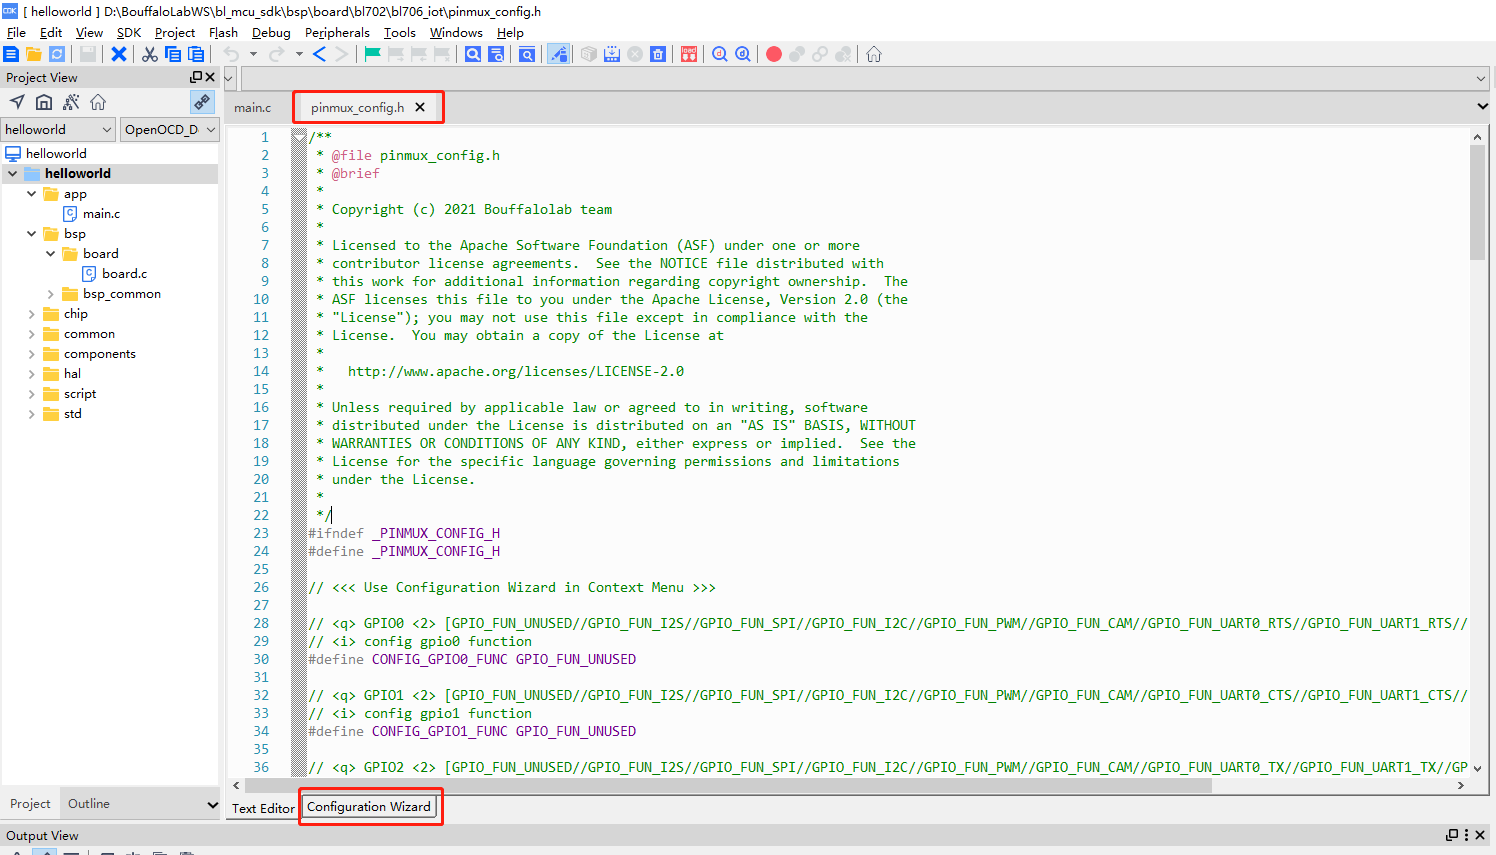 CDK [ helloworld ] D:\BouffaloLabWS\bl_mcu_sdk\bsp\board\bl702\bl706_iot\pinmux_config.h
File Edit View SDK Project Flash Debug Peripherals Tools Windows Help
Project View
helloworld OpenOCD_D
helloworld
helloworld
app
main.c
bsp
board
board.c
bsp_common
chip
common
components
hal
script
std
Project Outline
main.c pinmux_config.h
1 /**
2 * @file pinmux_config.h
3 * @brief
4 *
5 * Copyright (c) 2021 Bouffalolab team
6 *
7 * Licensed to the Apache Software Foundation (ASF) under one or more
8 * contributor license agreements.  See the NOTICE file distributed with
9 * this work for additional information regarding copyright ownership.  The
10 * ASF licenses this file to you under the Apache License, Version 2.0 (the
11 * "License"); you may not use this file except in compliance with the
12 * License.  You may obtain a copy of the License at
13 *
14 *   http://www.apache.org/licenses/LICENSE-2.0
15 *
16 * Unless required by applicable law or agreed to in writing, software
17 * distributed under the License is distributed on an "AS IS" BASIS, WITHOUT
18 * WARRANTIES OR CONDITIONS OF ANY KIND, either express or implied.  See the
19 * License for the specific language governing permissions and limitations
20 * under the License.
21 *
22 */
23 #ifndef _PINMUX_CONFIG_H
24 #define _PINMUX_CONFIG_H
25
26 // <<< Use Configuration Wizard in Context Menu >>>
27
28 // <q> GPIO0 <2> [GPIO_FUN_UNUSED//GPIO_FUN_I2S//GPIO_FUN_SPI//GPIO_FUN_I2C//GPIO_FUN_PWM//GPIO_FUN_CAM//GPIO_FUN_UART0_RTS//GPIO_FUN_UART1_RTS//
29 // <i> config gpio0 function
30 #define CONFIG_GPIO0_FUNC GPIO_FUN_UNUSED
31
32 // <q> GPIO1 <2> [GPIO_FUN_UNUSED//GPIO_FUN_I2S//GPIO_FUN_SPI//GPIO_FUN_I2C//GPIO_FUN_PWM//GPIO_FUN_CAM//GPIO_FUN_UART0_CTS//GPIO_FUN_UART1_CTS//
33 // <i> config gpio1 function
34 #define CONFIG_GPIO1_FUNC GPIO_FUN_UNUSED
35
36 // <q> GPIO2 <2> [GPIO_FUN_UNUSED//GPIO_FUN_I2S//GPIO_FUN_SPI//GPIO_FUN_I2C//GPIO_FUN_PWM//GPIO_FUN_CAM//GPIO_FUN_UART0_TX//GPIO_FUN_UART1_TX//GP
Text Editor Configuration Wizard
Output View